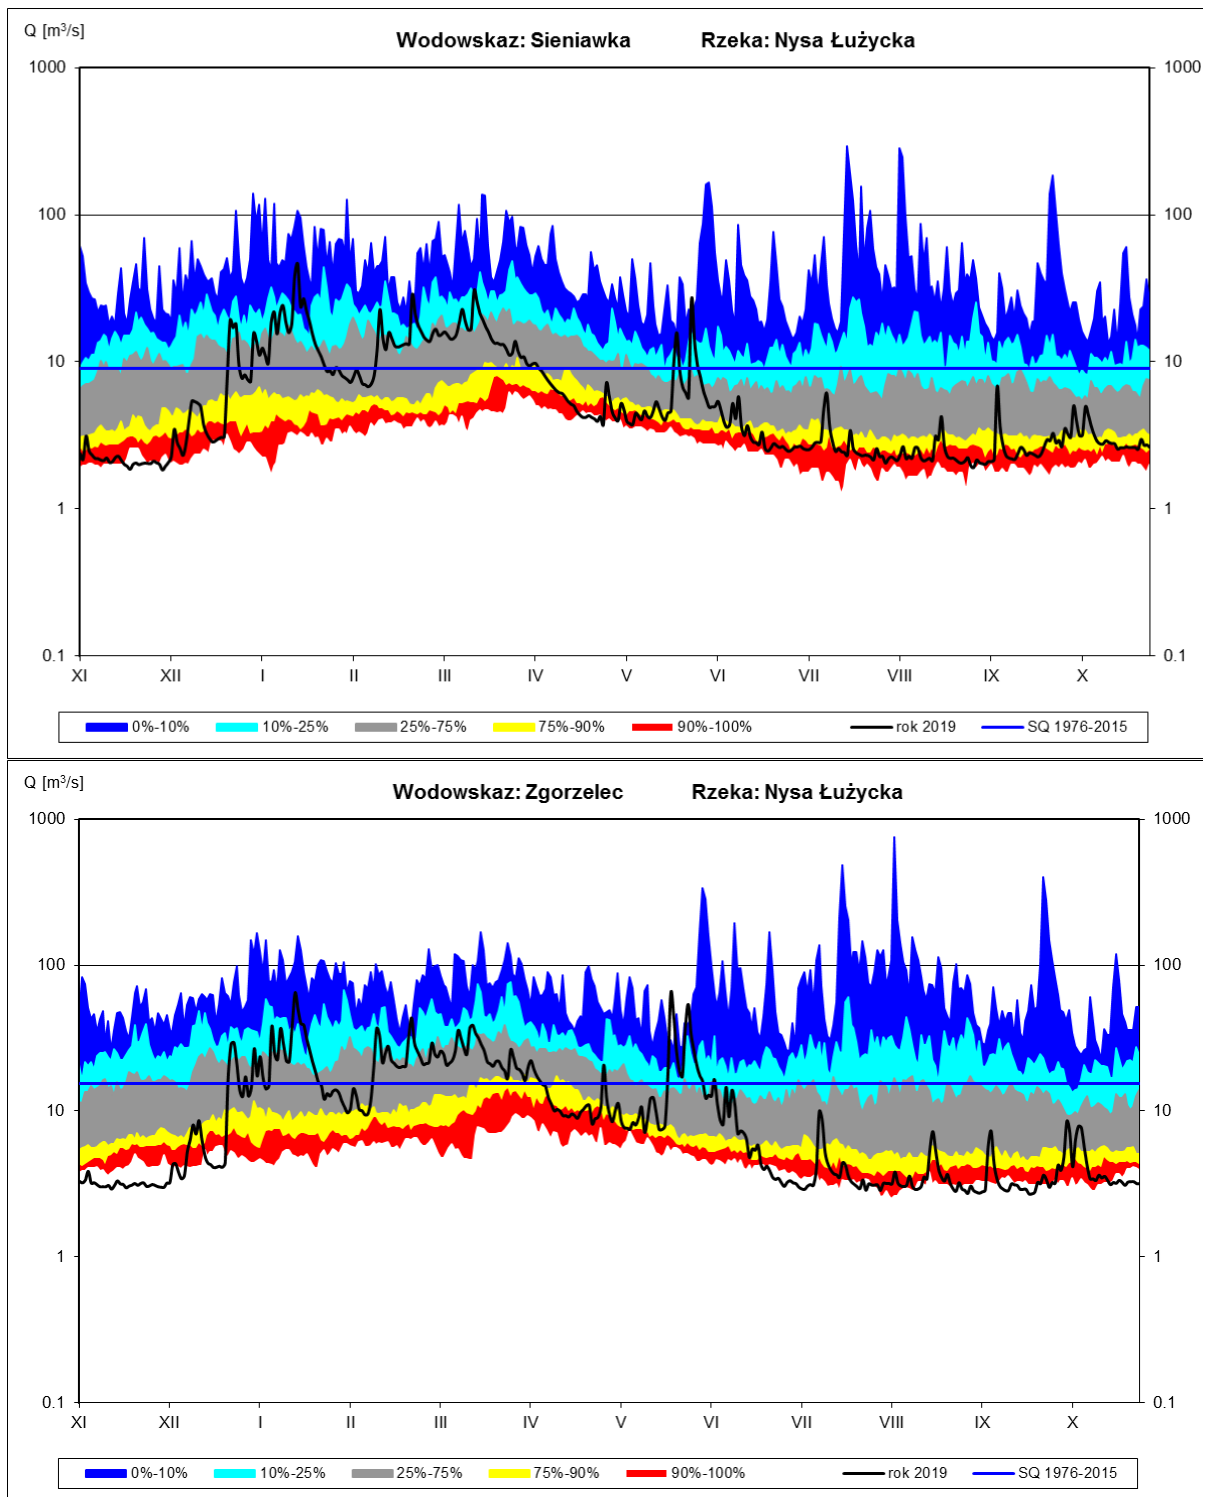 Q [m³/s]
Wodowskaz: Sieniawka Rzeka: Nysa Łużycka
1000 1000
100 100
10 10
1 1
0.1 0.1
XI XII I II III IV V VI VII VIII IX X
0%-10% 10%-25% 25%-75% 75%-90% 90%-100% rok 2019 SQ 1976-2015
Q [m³/s]
Wodowskaz: Zgorzelec Rzeka: Nysa Łużycka
1000 1000
100 100
10 10
1 1
0.1 0.1
XI XII I II III IV V VI VII VIII IX X
0%-10% 10%-25% 25%-75% 75%-90% 90%-100% rok 2019 SQ 1976-2015